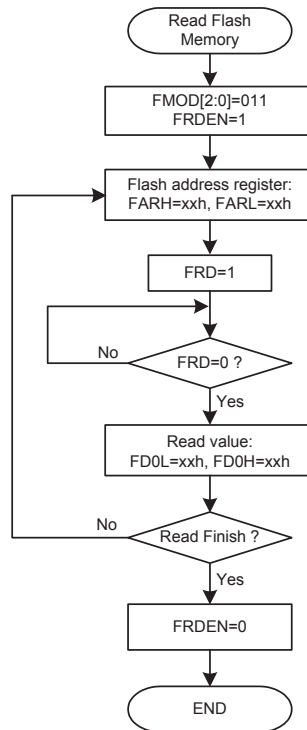 Read Flash
Memory
FMOD[2:0]=011
FRDEN=1
Flash address register:
FARH=xxh, FARL=xxh
FRD=1
No
FRD=0 ?
Yes
Read value:
FD0L=xxh, FD0H=xxh
No
Read Finish ?
Yes
FRDEN=0
END